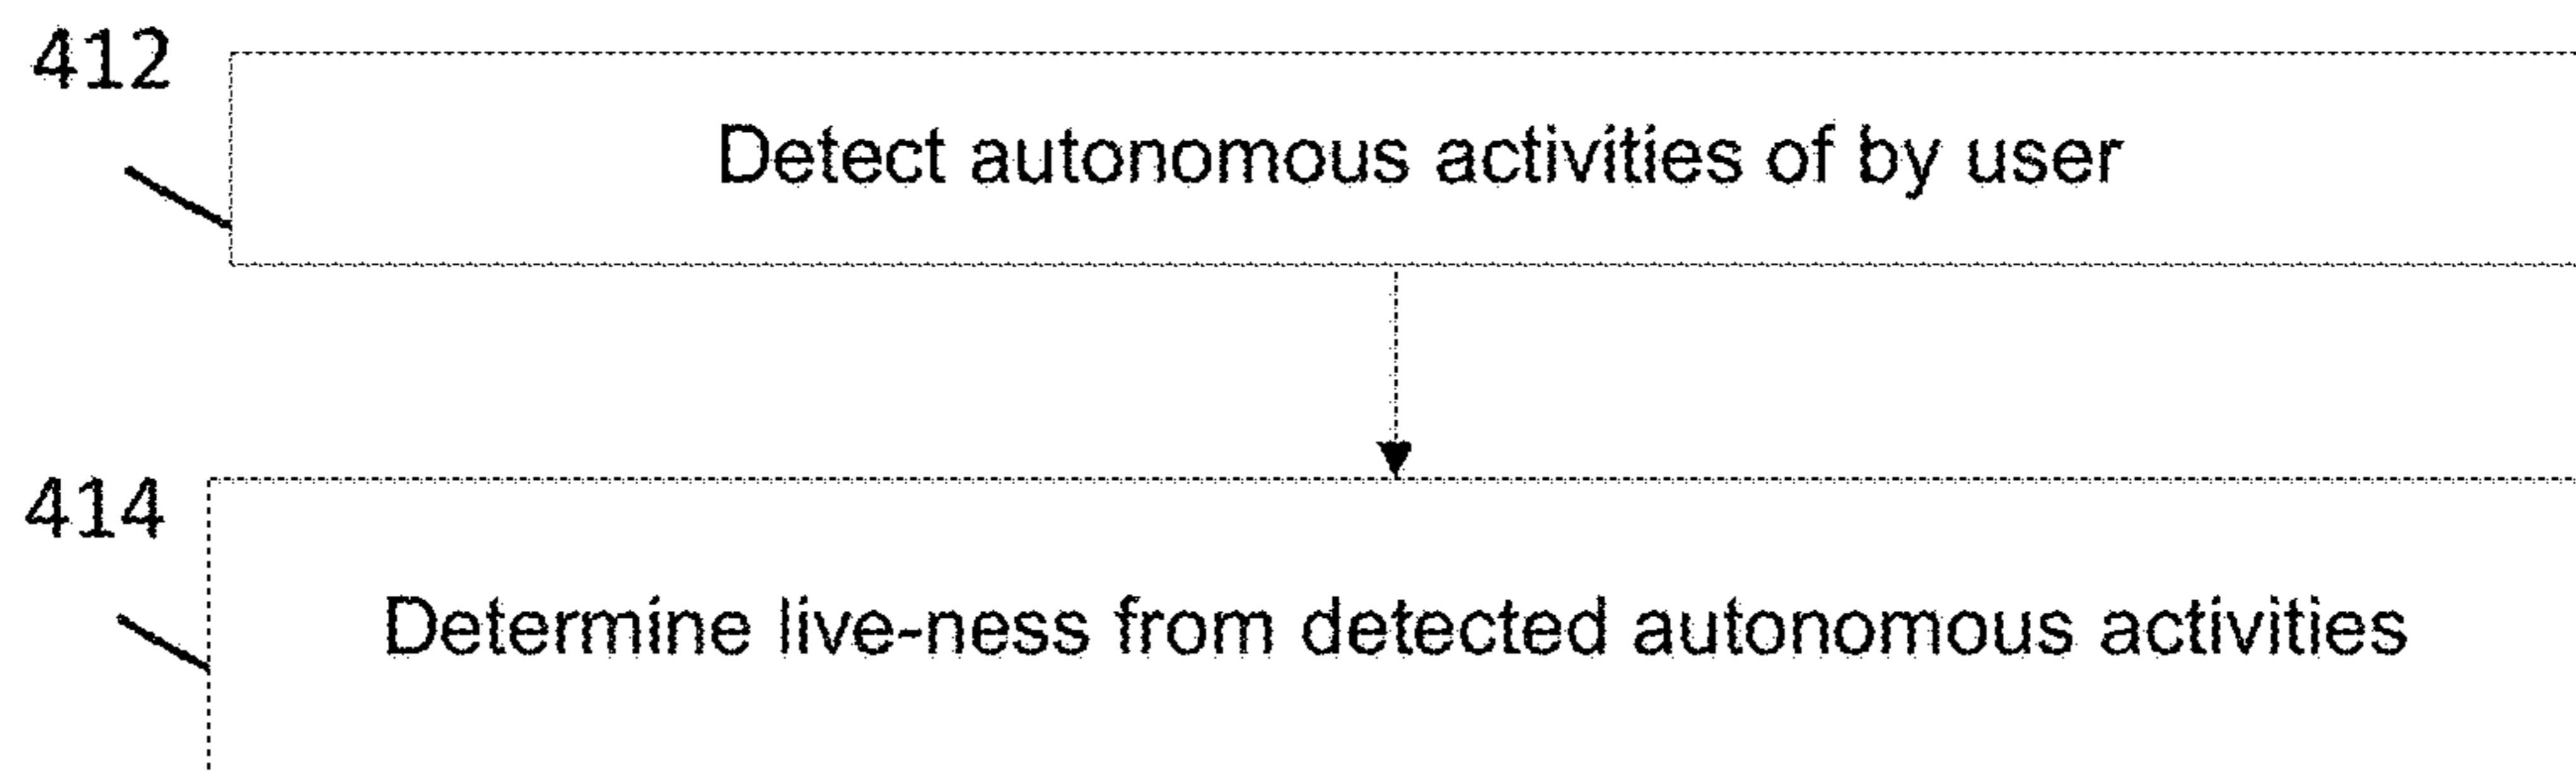 412
Detect autonomous activities of by user
414
Determine live-ness from detected autonomous activities